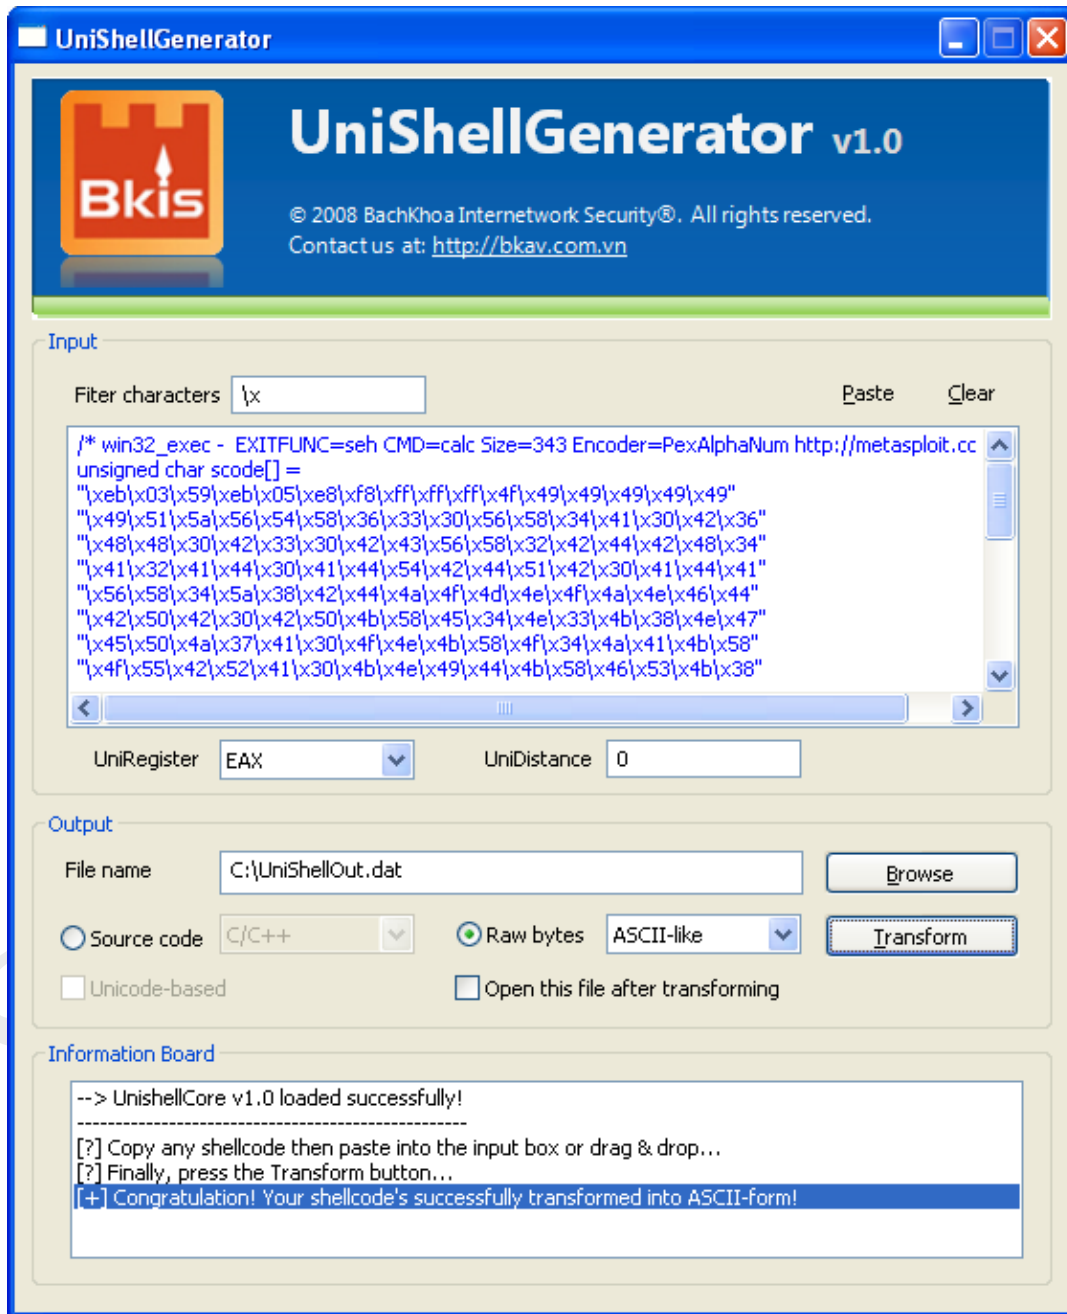 UniShellGenerator
Bkis
UniShellGenerator v1.0
© 2008 BachKhoa Internetwork Security®. All rights reserved.
Contact us at: http://bkav.com.vn
Input
Fiter characters \x Paste Clear
/* win32_exec - EXITFUNC=seh CMD=calc Size=343 Encoder=PexAlphaNum http://metasploit.cc
unsigned char scode[] =
"\xeb\x03\x59\xeb\x05\xe8\xf8\xff\xff\xff\x4f\x49\x49\x49\x49\x49"
"\x49\x51\x5a\x56\x54\x58\x36\x33\x30\x56\x58\x34\x41\x30\x42\x36"
"\x48\x48\x30\x42\x33\x30\x42\x43\x56\x58\x32\x42\x44\x42\x48\x34"
"\x41\x32\x41\x44\x30\x41\x44\x54\x42\x44\x51\x42\x30\x41\x44\x41"
"\x56\x58\x34\x5a\x38\x42\x44\x4a\x4f\x4d\x4e\x4f\x4a\x4e\x46\x44"
"\x42\x50\x42\x30\x42\x50\x4b\x58\x45\x34\x4e\x33\x4b\x38\x4e\x47"
"\x45\x50\x4a\x37\x41\x30\x4f\x4e\x4b\x58\x4f\x34\x4a\x41\x4b\x58"
"\x4f\x55\x42\x52\x41\x30\x4b\x4e\x49\x44\x4b\x58\x46\x53\x4b\x38"
UniRegister EAX UniDistance 0
Output
File name C:\UniShellOut.dat Browse
Source code C/C++ Raw bytes ASCII-like Transform
Unicode-based Open this file after transforming
Information Board
--> UnishellCore v1.0 loaded successfully!
---------------------------------------------------
[?] Copy any shellcode then paste into the input box or drag & drop...
[?] Finally, press the Transform button...
[+] Congratulation! Your shellcode's successfully transformed into ASCII-form!